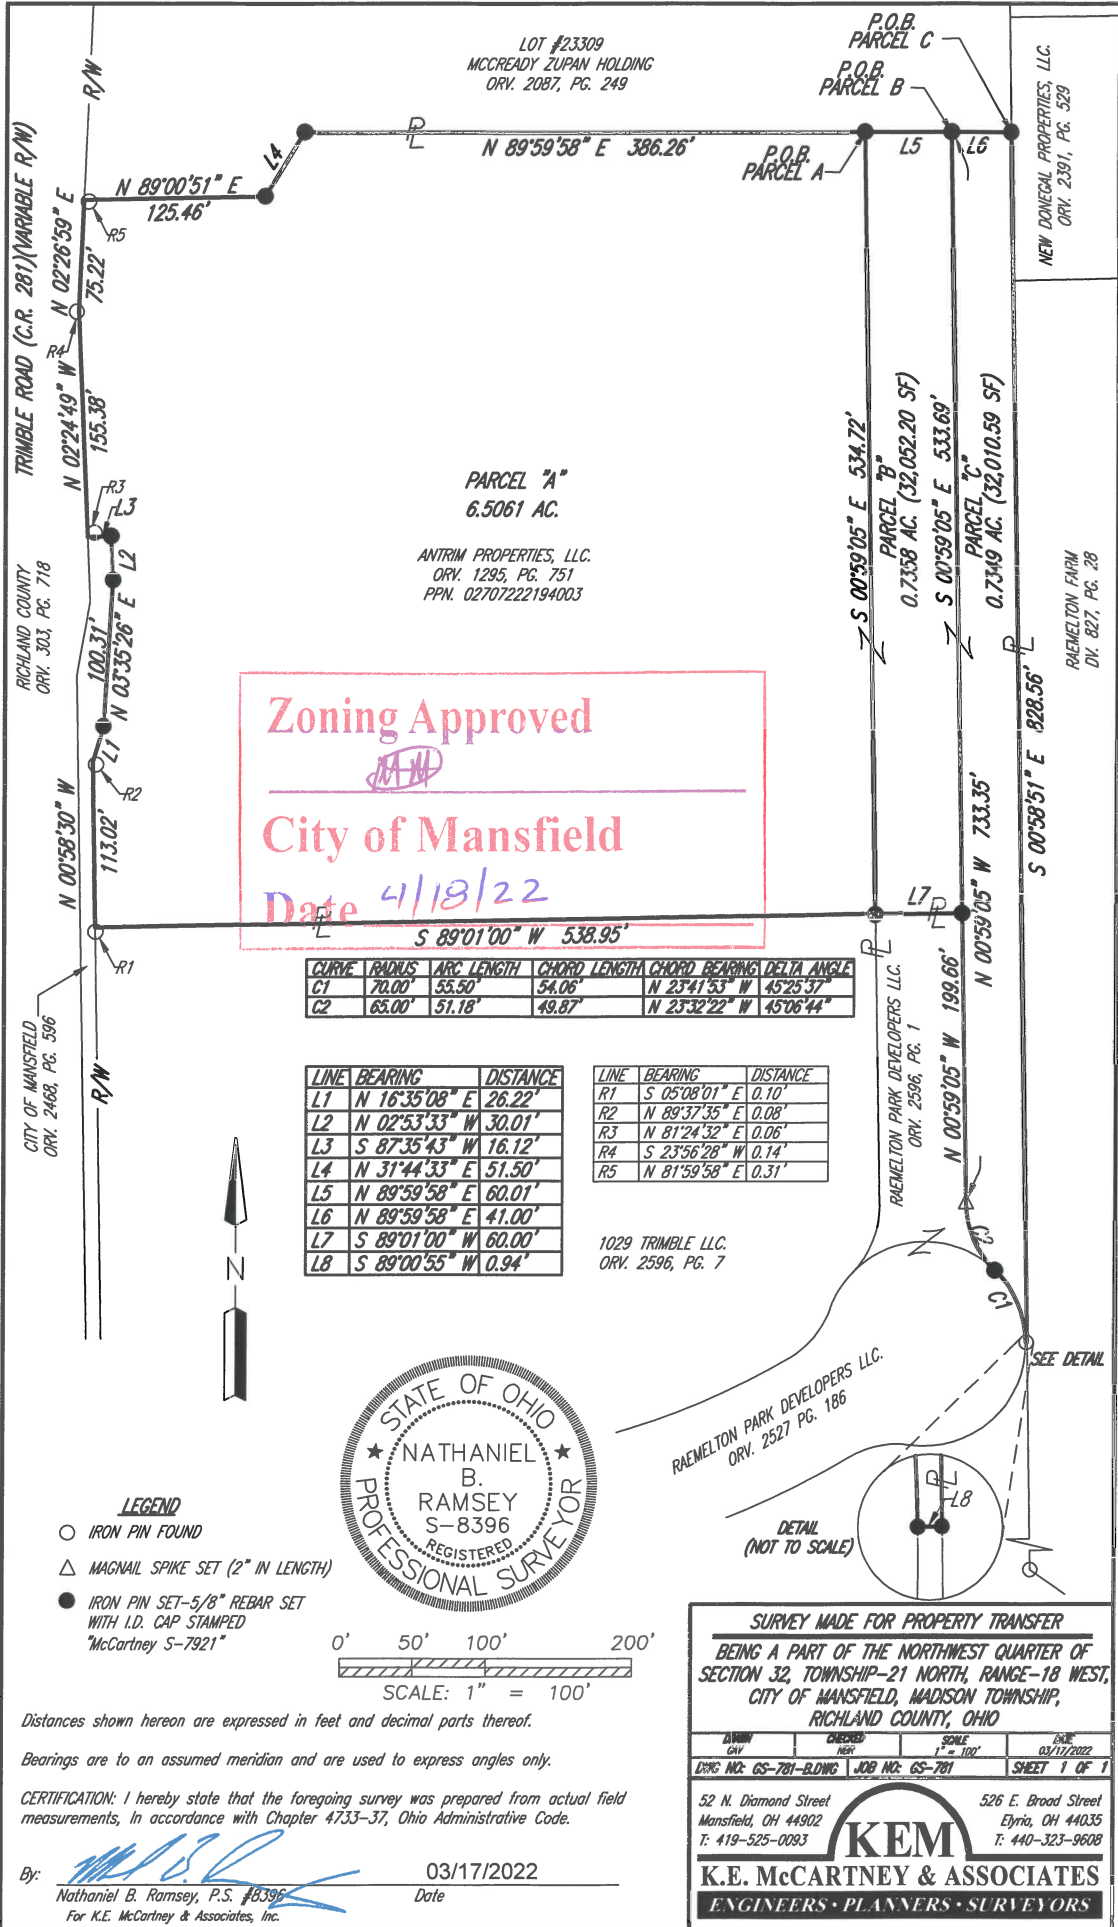 LOT #23309
MCCREADY ZUPAN HOLDING
ORV. 2087, PG. 249
P.O.B.
PARCEL C
P.O.B.
PARCEL B
P.O.B.
PARCEL A
NEW DONEGAL PROPERTIES, LLC.
ORV. 2391, PG. 529
R/W
L4
N 89°59'58" E 386.26'
L5
L6
N 89°00'51" E
125.46'
R5
TRIMBLE ROAD (C.R. 281)(VARIABLE R/W)
N 02°26'59" E
75.22'
R4
N 02°24'49" W
155.38'
R3
L3
L2
PARCEL "A"
6.5061 AC.
ANTRIM PROPERTIES, LLC.
ORV. 1295, PG. 751
PPN. 02707222194003
S 00°59'05" E 534.72'
PARCEL "B"
0.7358 AC. (32,052.20 SF)
S 00°59'05" E 533.69'
PARCEL "C"
0.7349 AC. (32,010.59 SF)
S 00°58'51" E 828.56'
RAEMELTON FARM
DV. 827, PG. 28
RICHLAND COUNTY
ORV. 303, PG. 718
100.31'
N 03°35'26" E
L1
R2
N 00°58'30" W
113.02'
R1
Zoning Approved
City of Mansfield
Date 4/18/22
S 89°01'00" W 538.95'
L7
N 00°59'05" W 733.35'
N 00°59'05" W 199.66'
RAEMELTON PARK DEVELOPERS LLC.
ORV. 2596, PG. 1
CITY OF MANSFIELD
ORV. 2468, PG. 596
R/W
CURVE RADIUS ARC LENGTH CHORD LENGTH CHORD BEARING DELTA ANGLE
C1 70.00' 55.50' 54.06' N 23°41'53" W 45°25'37"
C2 65.00' 51.18' 49.87' N 23°32'22" W 45°06'44"
LINE BEARING DISTANCE
L1 N 16°35'08" E 26.22'
L2 N 02°53'33" W 30.01'
L3 S 87°35'43" W 16.12'
L4 N 31°44'33" E 51.50'
L5 N 89°59'58" E 60.01'
L6 N 89°59'58" E 41.00'
L7 S 89°01'00" W 60.00'
L8 S 89°00'55" W 0.94'
LINE BEARING DISTANCE
R1 S 05°08'01" E 0.10'
R2 N 89°37'35" E 0.08'
R3 N 81°24'32" E 0.06'
R4 S 23°56'28" W 0.14'
R5 N 81°59'58" E 0.31'
1029 TRIMBLE LLC.
ORV. 2596, PG. 7
N
C2
C1
SEE DETAIL
RAEMELTON PARK DEVELOPERS LLC.
ORV. 2527 PG. 186
L8
DETAIL
(NOT TO SCALE)
STATE OF OHIO
NATHANIEL
B.
RAMSEY
S-8396
REGISTERED
PROFESSIONAL SURVEYOR
LEGEND
IRON PIN FOUND
MAGNAIL SPIKE SET (2" IN LENGTH)
IRON PIN SET-5/8" REBAR SET
WITH I.D. CAP STAMPED
"McCartney S-7921"
0' 50' 100' 200'
SCALE: 1" = 100'
Distances shown hereon are expressed in feet and decimal parts thereof.
Bearings are to an assumed meridian and are used to express angles only.
CERTIFICATION: I hereby state that the foregoing survey was prepared from actual field
measurements, In accordance with Chapter 4733-37, Ohio Administrative Code.
By:
03/17/2022
Nathaniel B. Ramsey, P.S. #8396
Date
For K.E. McCartney & Associates, Inc.
SURVEY MADE FOR PROPERTY TRANSFER
BEING A PART OF THE NORTHWEST QUARTER OF
SECTION 32, TOWNSHIP-21 NORTH, RANGE-18 WEST,
CITY OF MANSFIELD, MADISON TOWNSHIP,
RICHLAND COUNTY, OHIO
DRAWN CHECKED SCALE DATE
NBR 1" = 100' 03/17/2022
DWG NO: GS-781-B.DWG JOB NO: GS-781 SHEET 1 OF 1
52 N. Diamond Street
Mansfield, OH 44902
T: 419-525-0093
KEM
526 E. Broad Street
Elyria, OH 44035
T: 440-323-9608
K.E. McCARTNEY & ASSOCIATES
ENGINEERS · PLANNERS · SURVEYORS